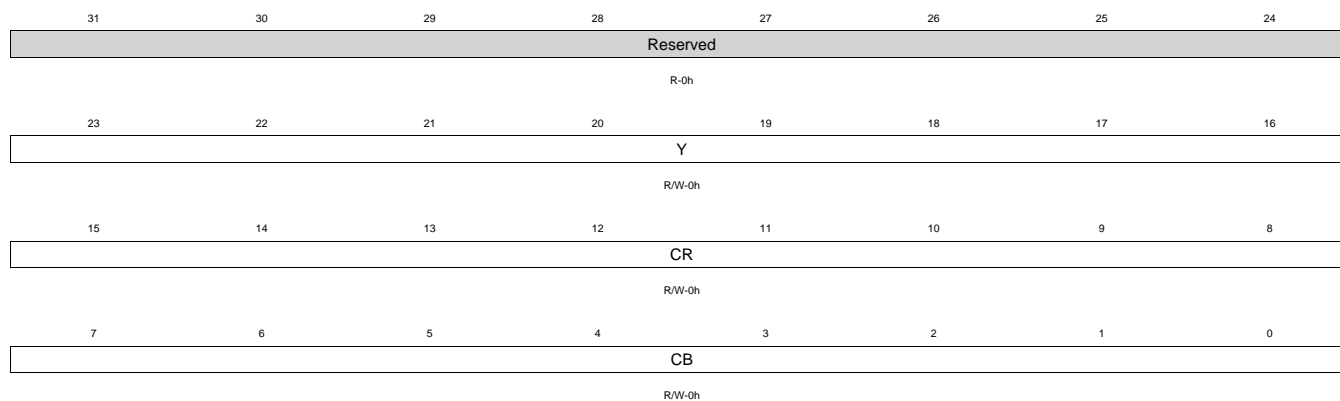 31 30 29 28 27 26 25 24
Reserved
R-0h
23 22 21 20 19 18 17 16
Y
R/W-0h
15 14 13 12 11 10 9 8
CR
R/W-0h
7 6 5 4 3 2 1 0
CB
R/W-0h